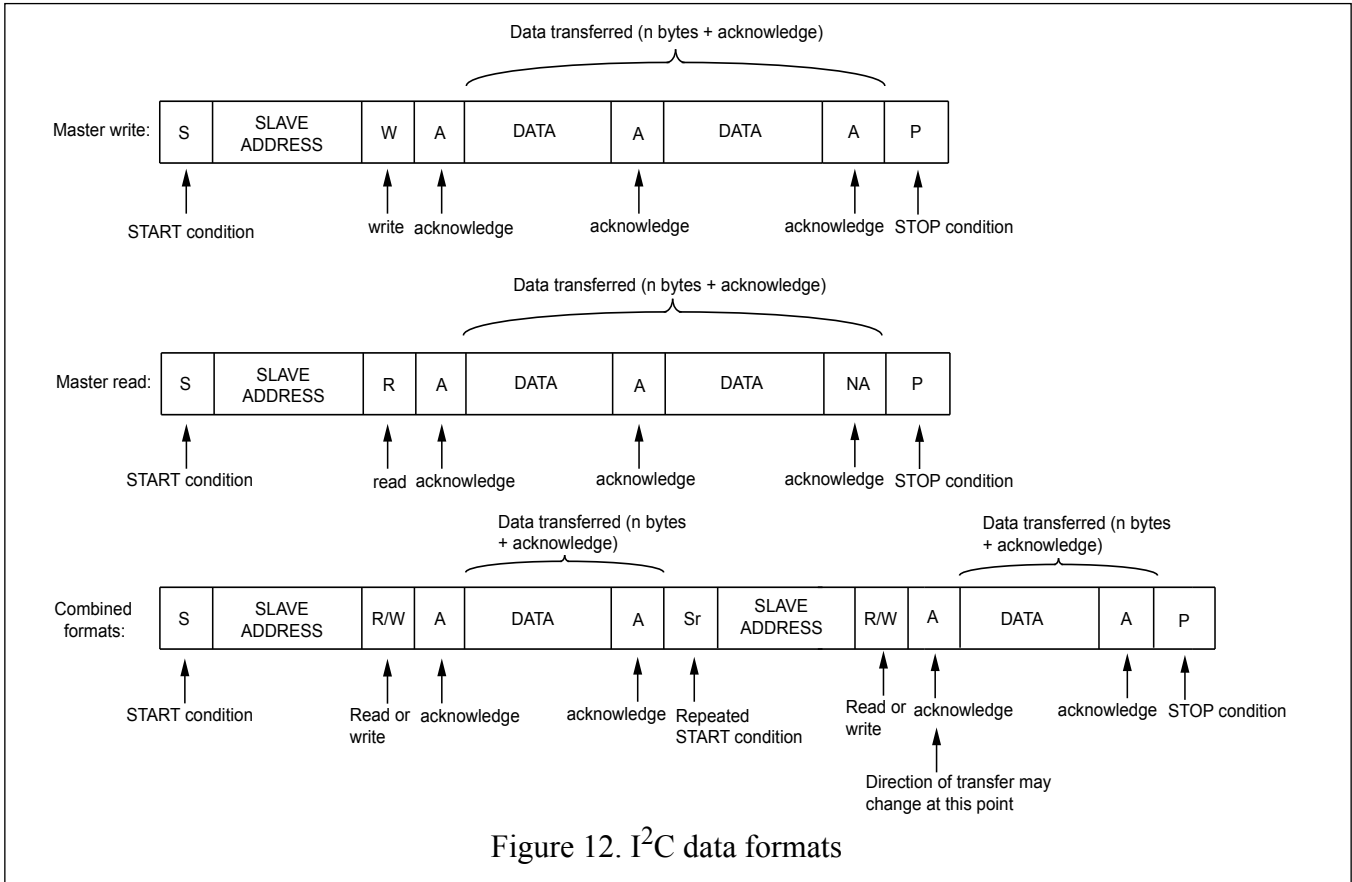 Data transferred (n bytes + acknowledge)
Master write:
S
SLAVE
ADDRESS
W
A
DATA
A
DATA
A
P
START condition
write
acknowledge
acknowledge
acknowledge
STOP condition
Data transferred (n bytes + acknowledge)
Master read:
S
SLAVE
ADDRESS
R
A
DATA
A
DATA
NA
P
START condition
read
acknowledge
acknowledge
acknowledge
STOP condition
Data transferred (n bytes
+ acknowledge)
Data transferred (n bytes
+ acknowledge)
Combined
formats:
S
SLAVE
ADDRESS
R/W
A
DATA
A
Sr
SLAVE
ADDRESS
R/W
A
DATA
A
P
START condition
Read or
write
acknowledge
acknowledge
Repeated
START condition
Read or
write
acknowledge
acknowledge
STOP condition
Direction of transfer may
change at this point
Figure 12. I²C data formats